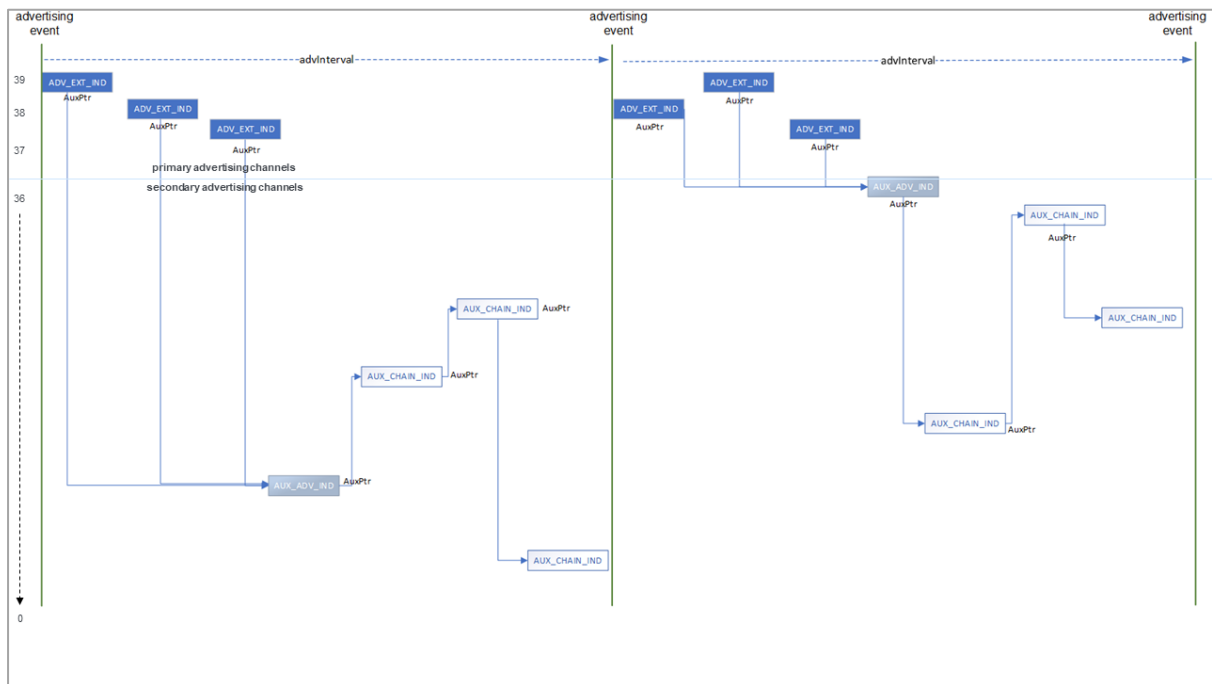 advertising
event
advertising
event
advertising
event
advInterval
advInterval
39
ADV_EXT_IND
AuxPtr
ADV_EXT_IND
AuxPtr
38
ADV_EXT_IND
AuxPtr
ADV_EXT_IND
AuxPtr
37
ADV_EXT_IND
AuxPtr
ADV_EXT_IND
primary advertising channels
secondary advertising channels
36
AUX_ADV_IND
AuxPtr
AUX_CHAIN_IND
AuxPtr
AUX_CHAIN_IND
AuxPtr
AUX_CHAIN_IND
AUX_CHAIN_IND
AuxPtr
AUX_CHAIN_IND
AuxPtr
AUX_ADV_IND
AuxPtr
AUX_CHAIN_IND
0